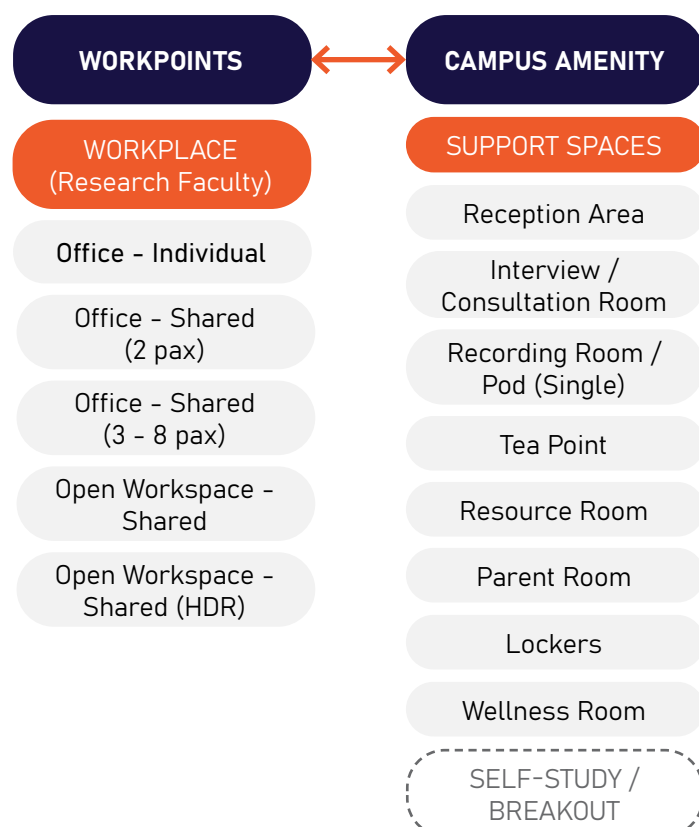 WORKPOINTS
WORKPLACE
(Research Faculty)
Office - Individual
Office - Shared
(2 pax)
Office - Shared
(3 - 8 pax)
Open Workspace -
Shared
Open Workspace -
Shared (HDR)
CAMPUS AMENITY
SUPPORT SPACES
Reception Area
Interview /
Consultation Room
Recording Room /
Pod (Single)
Tea Point
Resource Room
Parent Room
Lockers
Wellness Room
SELF-STUDY /
BREAKOUT